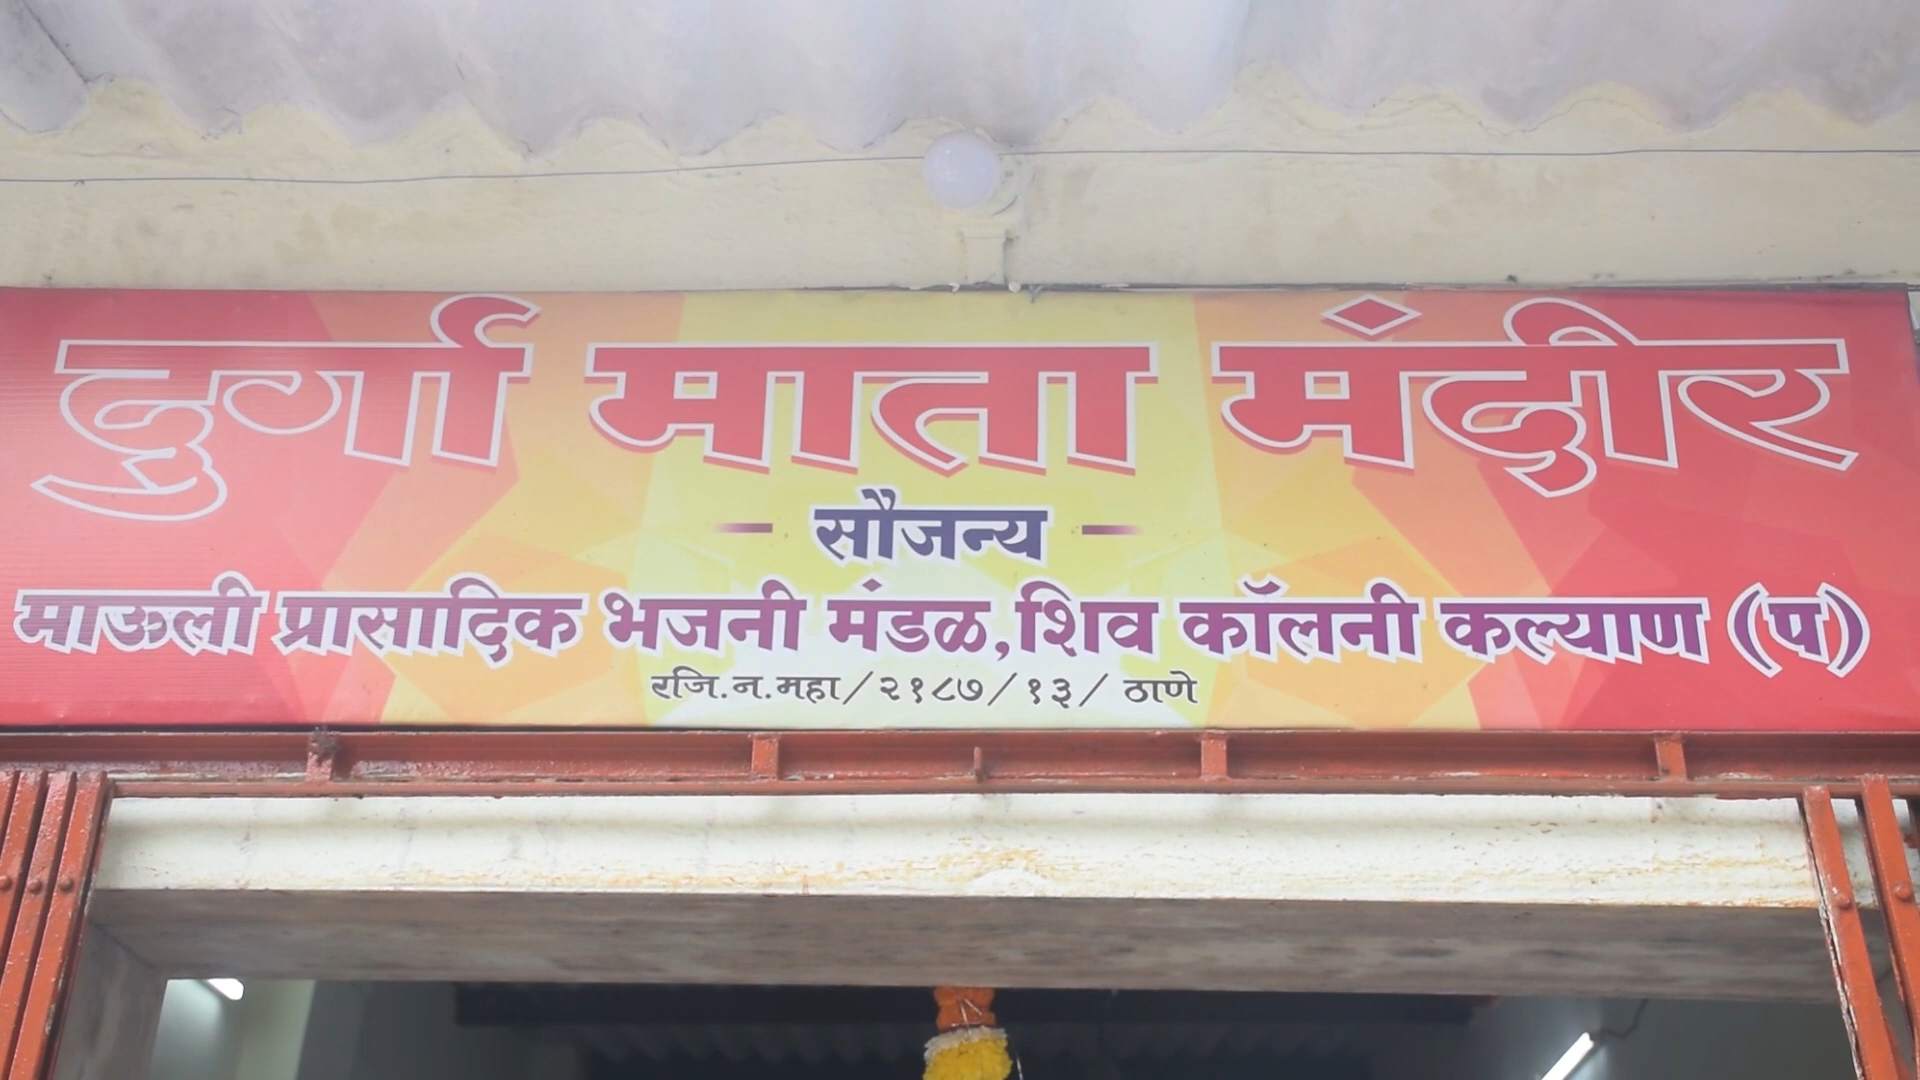 दुर्गा माता मंदीर
- सौजन्य -
माऊली प्रासादिक भजनी मंडळ, शिव कॉलनी कल्याण (प)
रजि.न.महा/२१८७/१३/ ठाणे